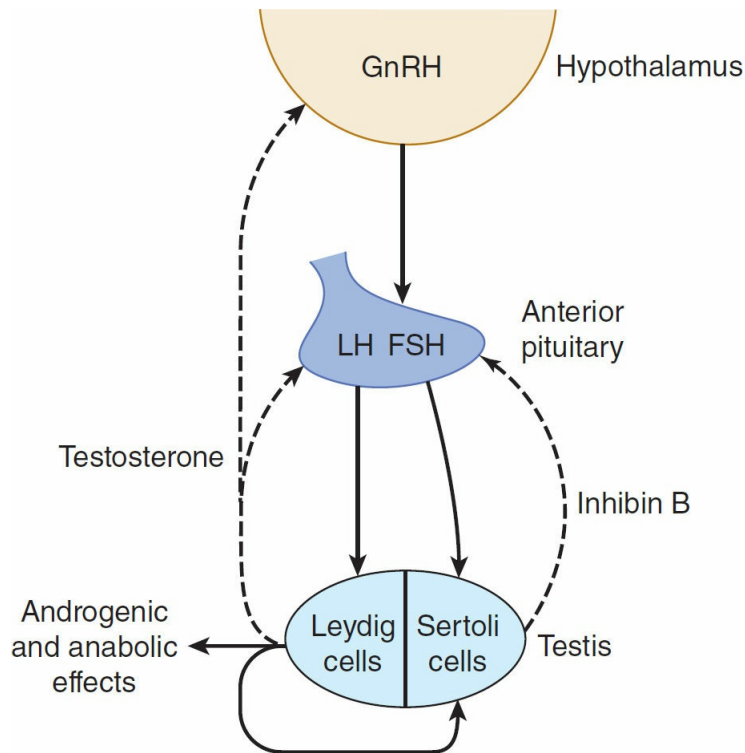 GnRH
Hypothalamus
LH FSH
Anterior
pituitary
Testosterone
Inhibin B
Androgenic
and anabolic
effects
Leydig
cells
Sertoli
cells
Testis